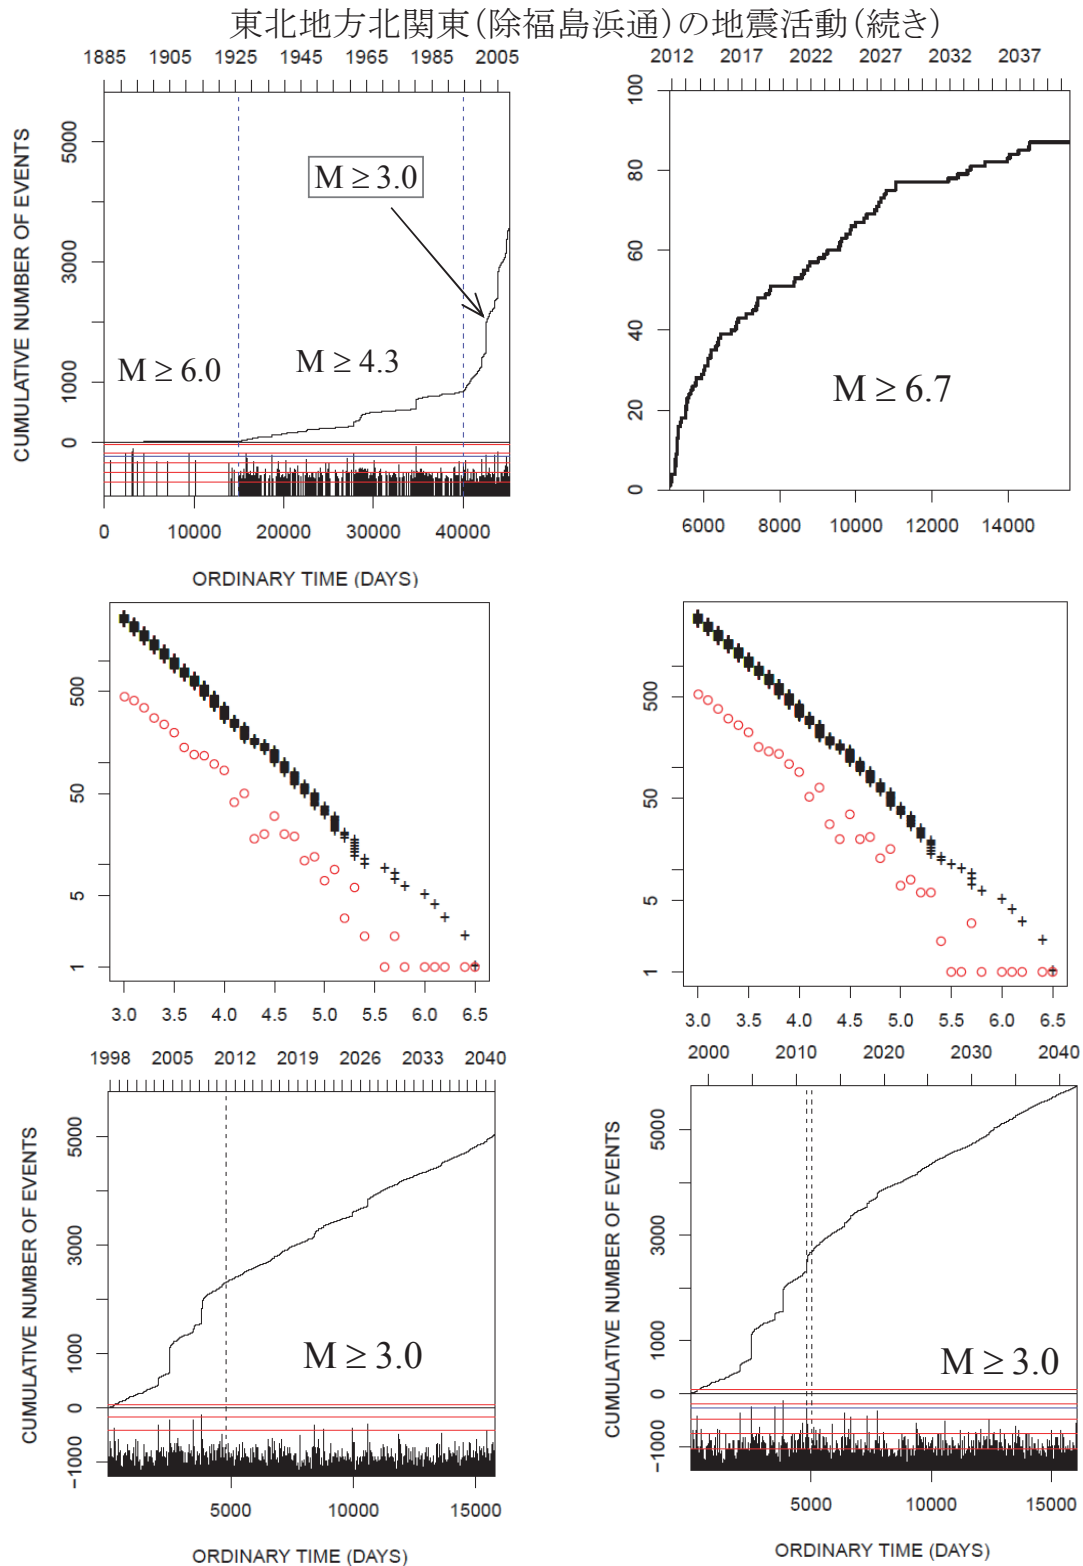 東北地方北関東(除福島浜通)の地震活動(続き)
1885 1905 1925 1945 1965 1985 2005
CUMULATIVE NUMBER OF EVENTS
5000
3000
1000
0
M ≥ 3.0
M ≥ 6.0
M ≥ 4.3
0 10000 20000 30000 40000
ORDINARY TIME (DAYS)
2012 2017 2022 2027 2032 2037
100
80
60
40
20
0
M ≥ 6.7
6000 8000 10000 12000 14000
500
50
5
1
3.0 3.5 4.0 4.5 5.0 5.5 6.0 6.5
500
50
5
1
3.0 3.5 4.0 4.5 5.0 5.5 6.0 6.5
1998 2005 2012 2019 2026 2033 2040
CUMULATIVE NUMBER OF EVENTS
5000
3000
1000
0
−1000
M ≥ 3.0
5000 10000 15000
ORDINARY TIME (DAYS)
2000 2010 2020 2030 2040
CUMULATIVE NUMBER OF EVENTS
5000
3000
1000
0
−1000
M ≥ 3.0
5000 10000 15000
ORDINARY TIME (DAYS)